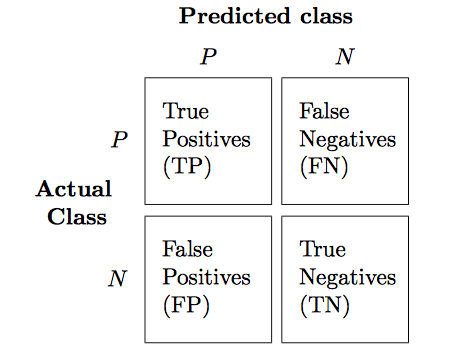 Predicted class
P N
True
Positives
(TP)
False
Negatives
(FN)
P
Actual
Class
False
Positives
(FP)
True
Negatives
(TN)
N